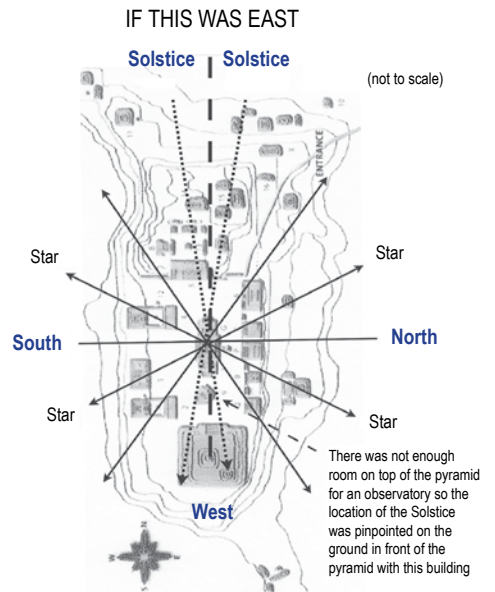 IF THIS WAS EAST
Solstice Solstice
(not to scale)
ENTRANCE
Star Star
South North
Star Star
There was not enough
room on top of the pyramid
for an observatory so the
location of the Solstice
was pinpointed on the
ground in front of the
pyramid with this building
West
N
W E
S